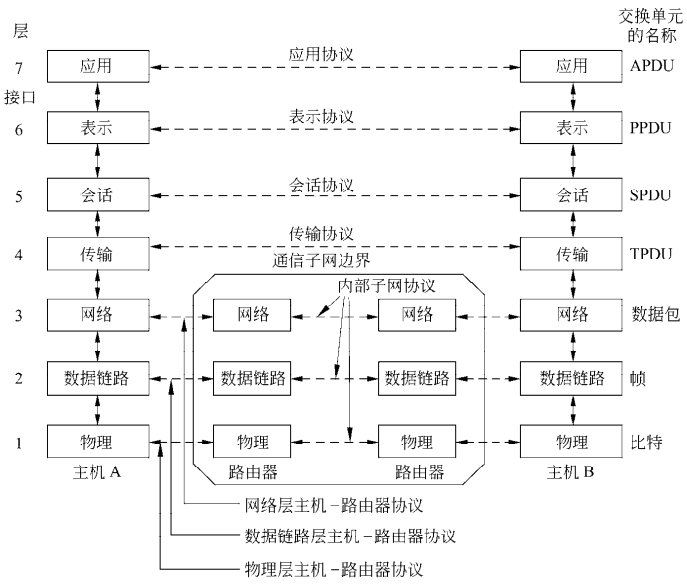 层
交换单元
的名称
7 应用 应用协议 应用 APDU
接口
6 表示 表示协议 表示 PPDU
5 会话 会话协议 会话 SPDU
4 传输 传输协议 传输 TPDU
通信子网边界
内部子网协议
3 网络 网络 网络 网络 数据包
2 数据链路 数据链路 数据链路 数据链路 帧
1 物理 物理 物理 物理 比特
主机 A 路由器 路由器 主机 B
网络层主机－路由器协议
数据链路层主机－路由器协议
物理层主机－路由器协议